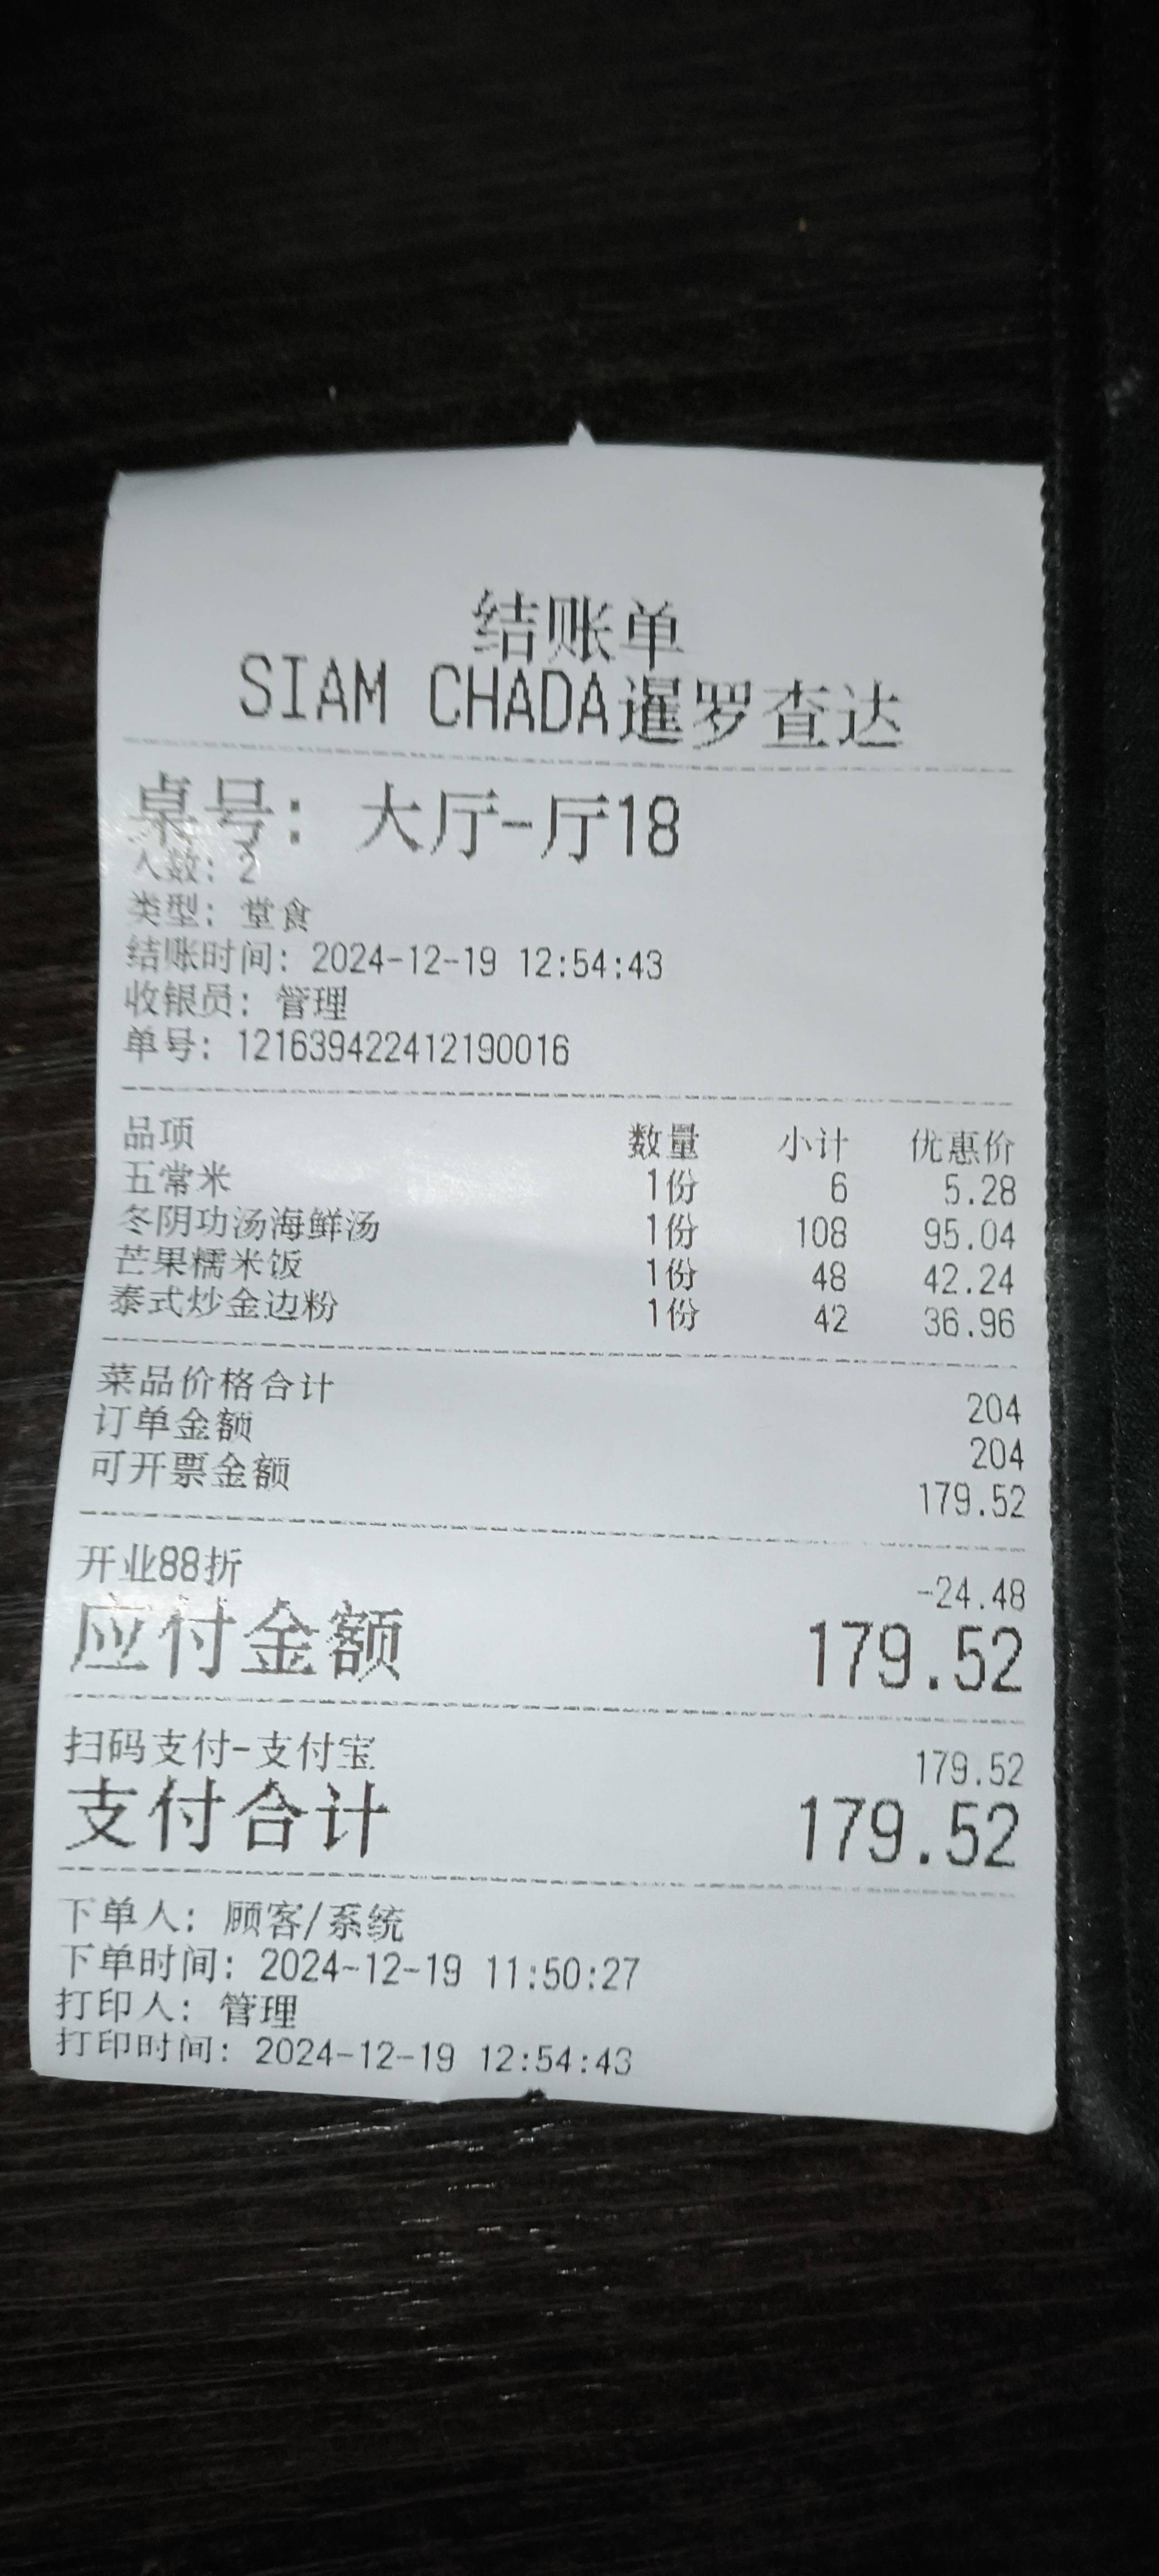 结账单
SIAM CHADA暹罗查达
桌号: 大厅-厅18
人数: 2
类型: 堂食
结账时间: 2024-12-19 12:54:43
收银员: 管理
单号: 121639422412190016
品项 数量 小计 优惠价
五常米 1份 6 5.28
冬阴功汤海鲜汤 1份 108 95.04
芒果糯米饭 1份 48 42.24
泰式炒金边粉 1份 42 36.96
菜品价格合计 204
订单金额 204
可开票金额 179.52
开业88折 -24.48
应付金额 179.52
扫码支付-支付宝 179.52
支付合计 179.52
下单人: 顾客/系统
下单时间: 2024-12-19 11:50:27
打印人: 管理
打印时间: 2024-12-19 12:54:43